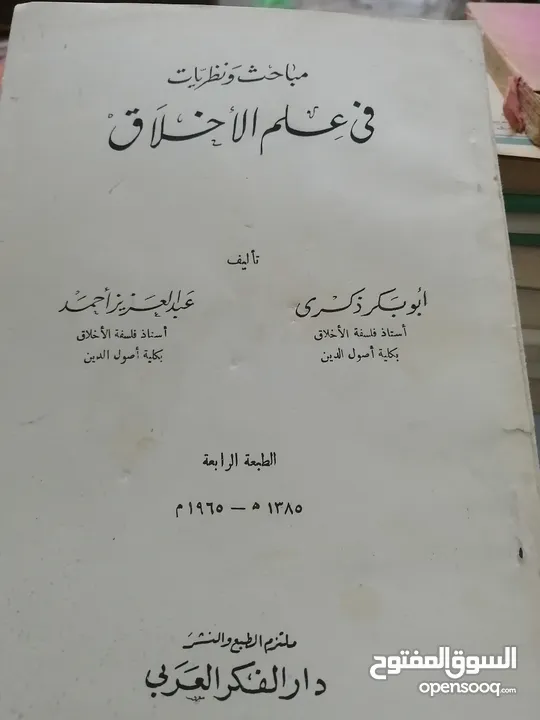 مباحث ونظريات
في علم الأخلاق
تأليف
أبو بكر ذكرى
أستاذ فلسفة الأخلاق
بكلية أصول الدين
عبد العزيز أحمد
أستاذ فلسفة الأخلاق
بكلية أصول الدين
الطبعة الرابعة
١٣٨٥ هـ — ١٩٦٥ م
ملتزم الطبع والنشر
دار الفكر العربي
السوق المفتوح
opensooq.com